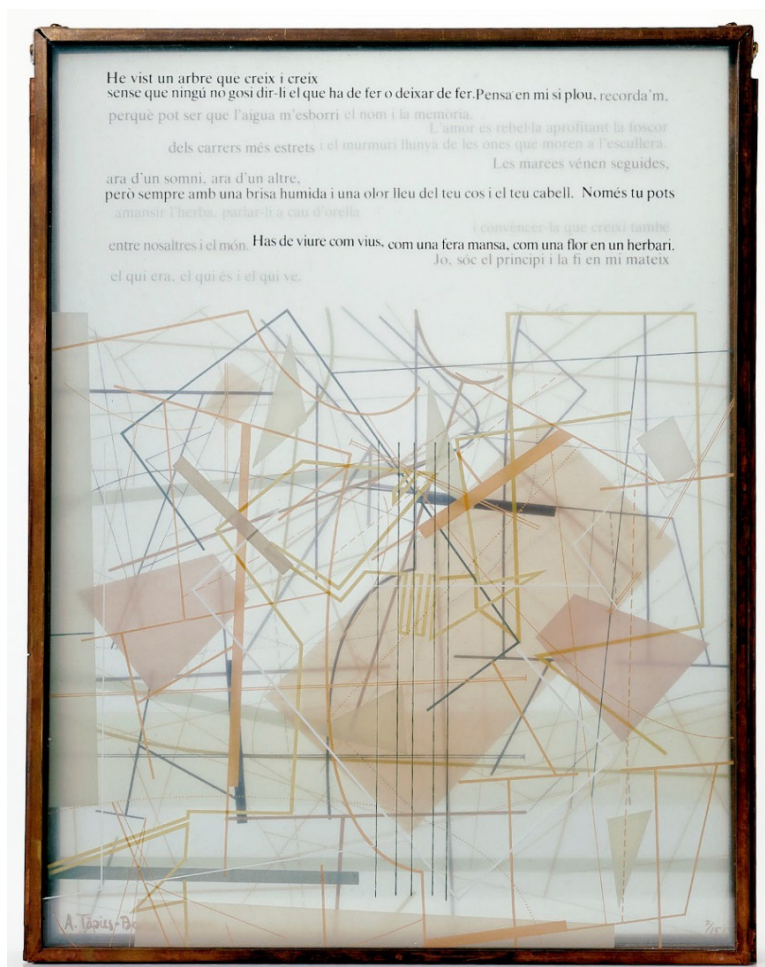 He vist un arbre que creix i creix
sense que ningú no gosi dir-li el que ha de fer o deixar de fer. Pensa en mi si plou, recorda'm,
perquè pot ser que l'aigua m'esborri el nom i la memòria.
L'amor es rebel·la aprofitant la foscor
dels carrers més estrets i el murmuri llunyà de les ones que moren a l'escullera.
Les marees vénen seguides,
ara d'un somni, ara d'un altre,
però sempre amb una brisa humida i una olor lleu del teu cos i el teu cabell. Només tu pots
amansir l'herba, parlar-li a cau d'orella
i convèncer-la que creixi també
entre nosaltres i el món. Has de viure com vius, com una fera mansa, com una flor en un herbari.
Jo, sóc el principi i la fi en mi mateix
el qui era, el qui és i el qui ve.
A. Tàpies-